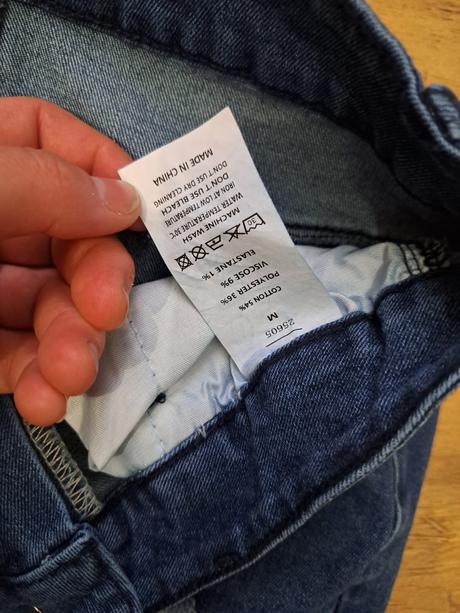 25605
M
COTTON 54%
POLYESTER 36%
VISCOSE 9%
ELASTANE 1%
30
MACHINE WASH
WATER TEMPERATURE 30°C
IRON AT LOW TEMPERATURE
DON'T USE BLEACH
DON'T USE DRY CLEANING
MADE IN CHINA